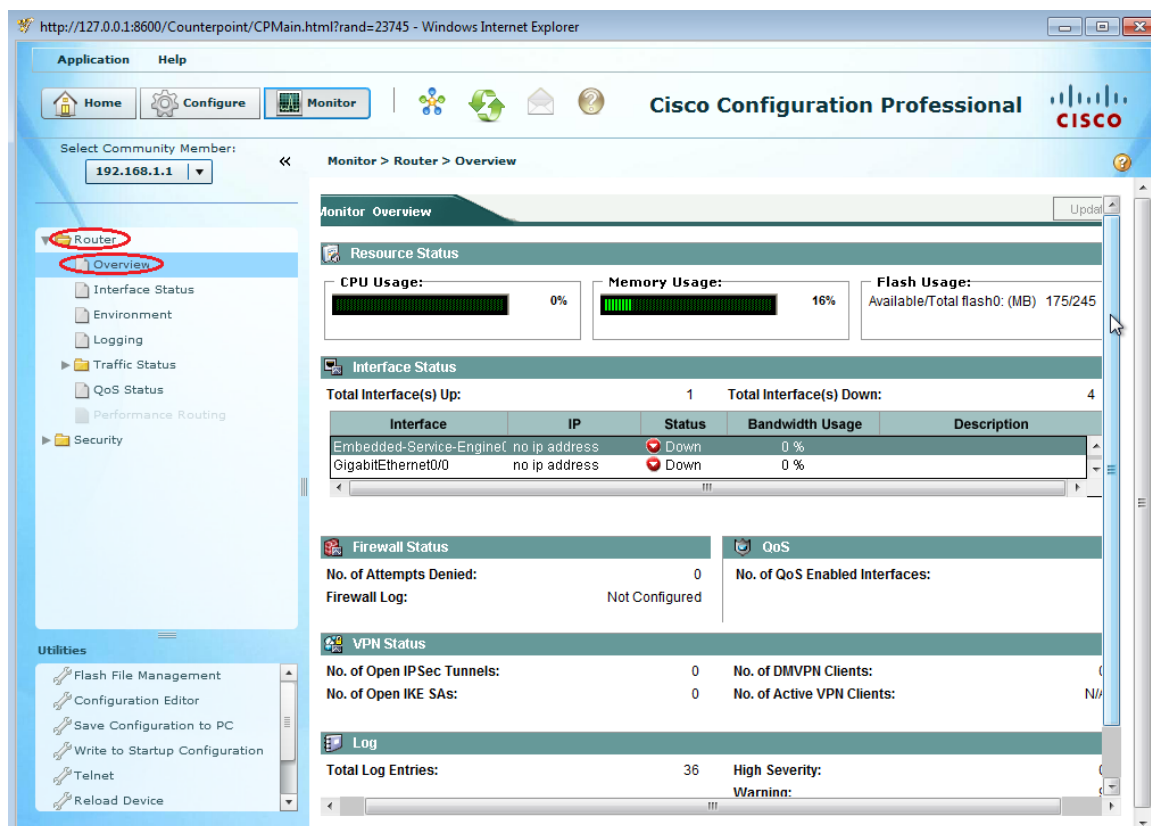 http://127.0.0.1:8600/Counterpoint/CPMain.html?rand=23745 - Windows Internet Explorer
Application Help
Home Configure Monitor Cisco Configuration Professional CISCO
Select Community Member:
192.168.1.1
Monitor > Router > Overview
Router
Overview
Interface Status
Environment
Logging
Traffic Status
QoS Status
Performance Routing
Security
Utilities
Flash File Management
Configuration Editor
Save Configuration to PC
Write to Startup Configuration
Telnet
Reload Device
Monitor Overview
Resource Status
CPU Usage: 0%
Memory Usage: 16%
Flash Usage:
Available/Total flash0: (MB) 175/245
Interface Status
Total Interface(s) Up: 1 Total Interface(s) Down: 4
Interface IP Status Bandwidth Usage Description
Embedded-Service-Engine( no ip address Down 0 %
GigabitEthernet0/0 no ip address Down 0 %
Firewall Status
No. of Attempts Denied: 0
Firewall Log: Not Configured
QoS
No. of QoS Enabled Interfaces:
VPN Status
No. of Open IPSec Tunnels: 0 No. of DMVPN Clients:
No. of Open IKE SAs: 0 No. of Active VPN Clients: N/A
Log
Total Log Entries: 36 High Severity:
Warning: